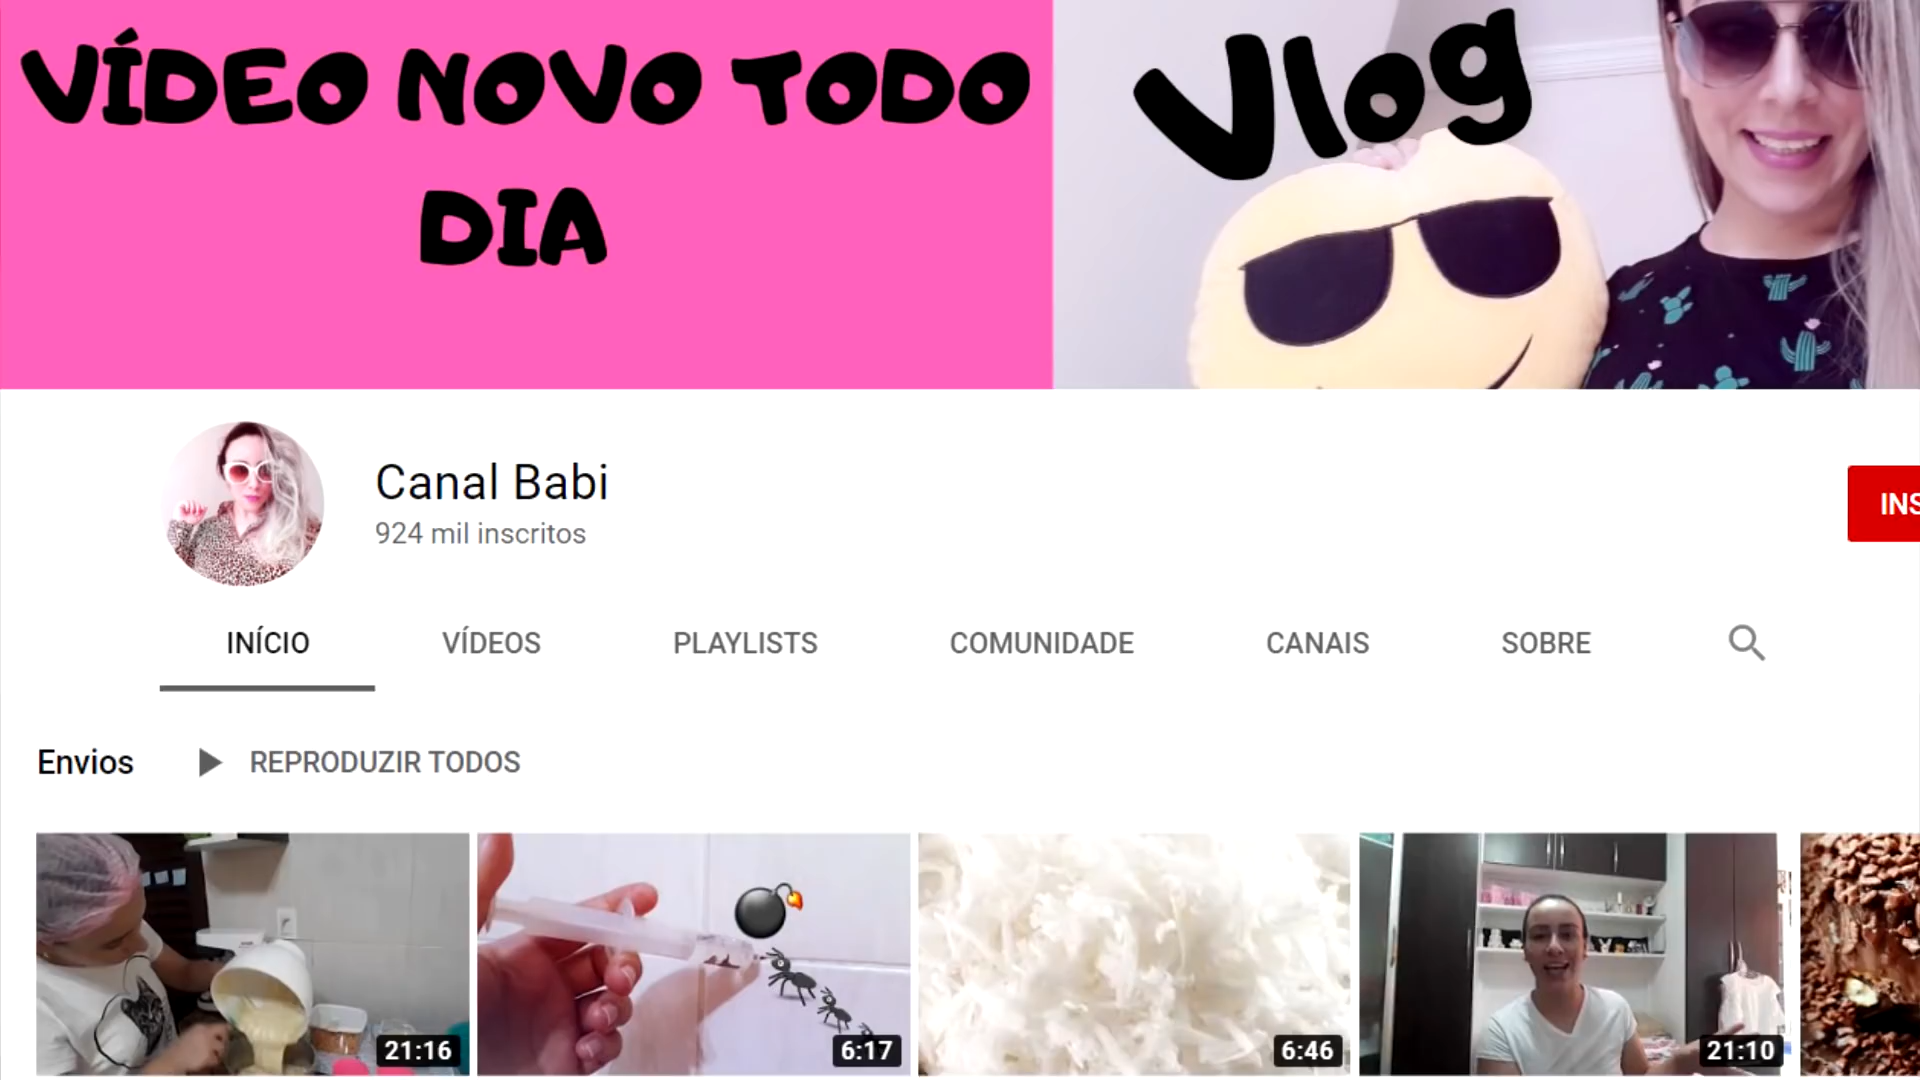 VÍDEO NOVO TODO
DIA
Vlog
Canal Babi
924 mil inscritos
INÍCIO VÍDEOS PLAYLISTS COMUNIDADE CANAIS SOBRE
Envios REPRODUZIR TODOS
21:16 6:17 6:46 21:10